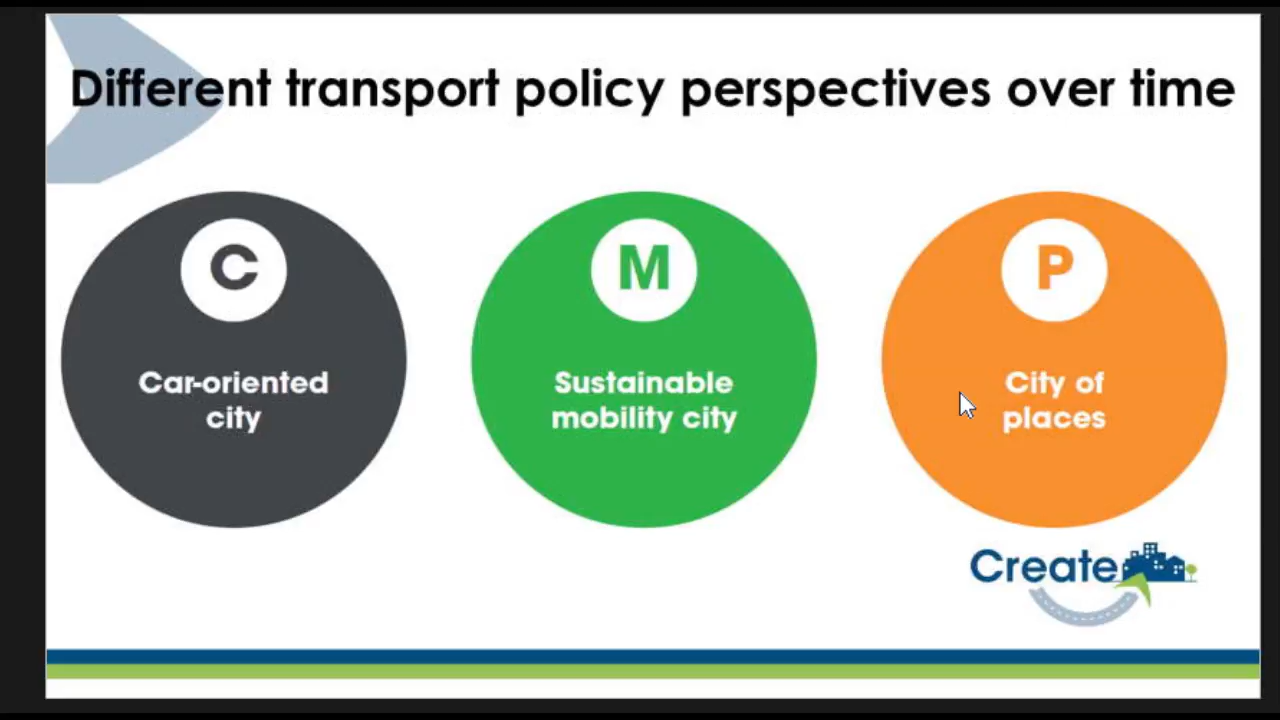 Different transport policy perspectives over time
C
Car-oriented
city
M
Sustainable
mobility city
P
City of
places
Create